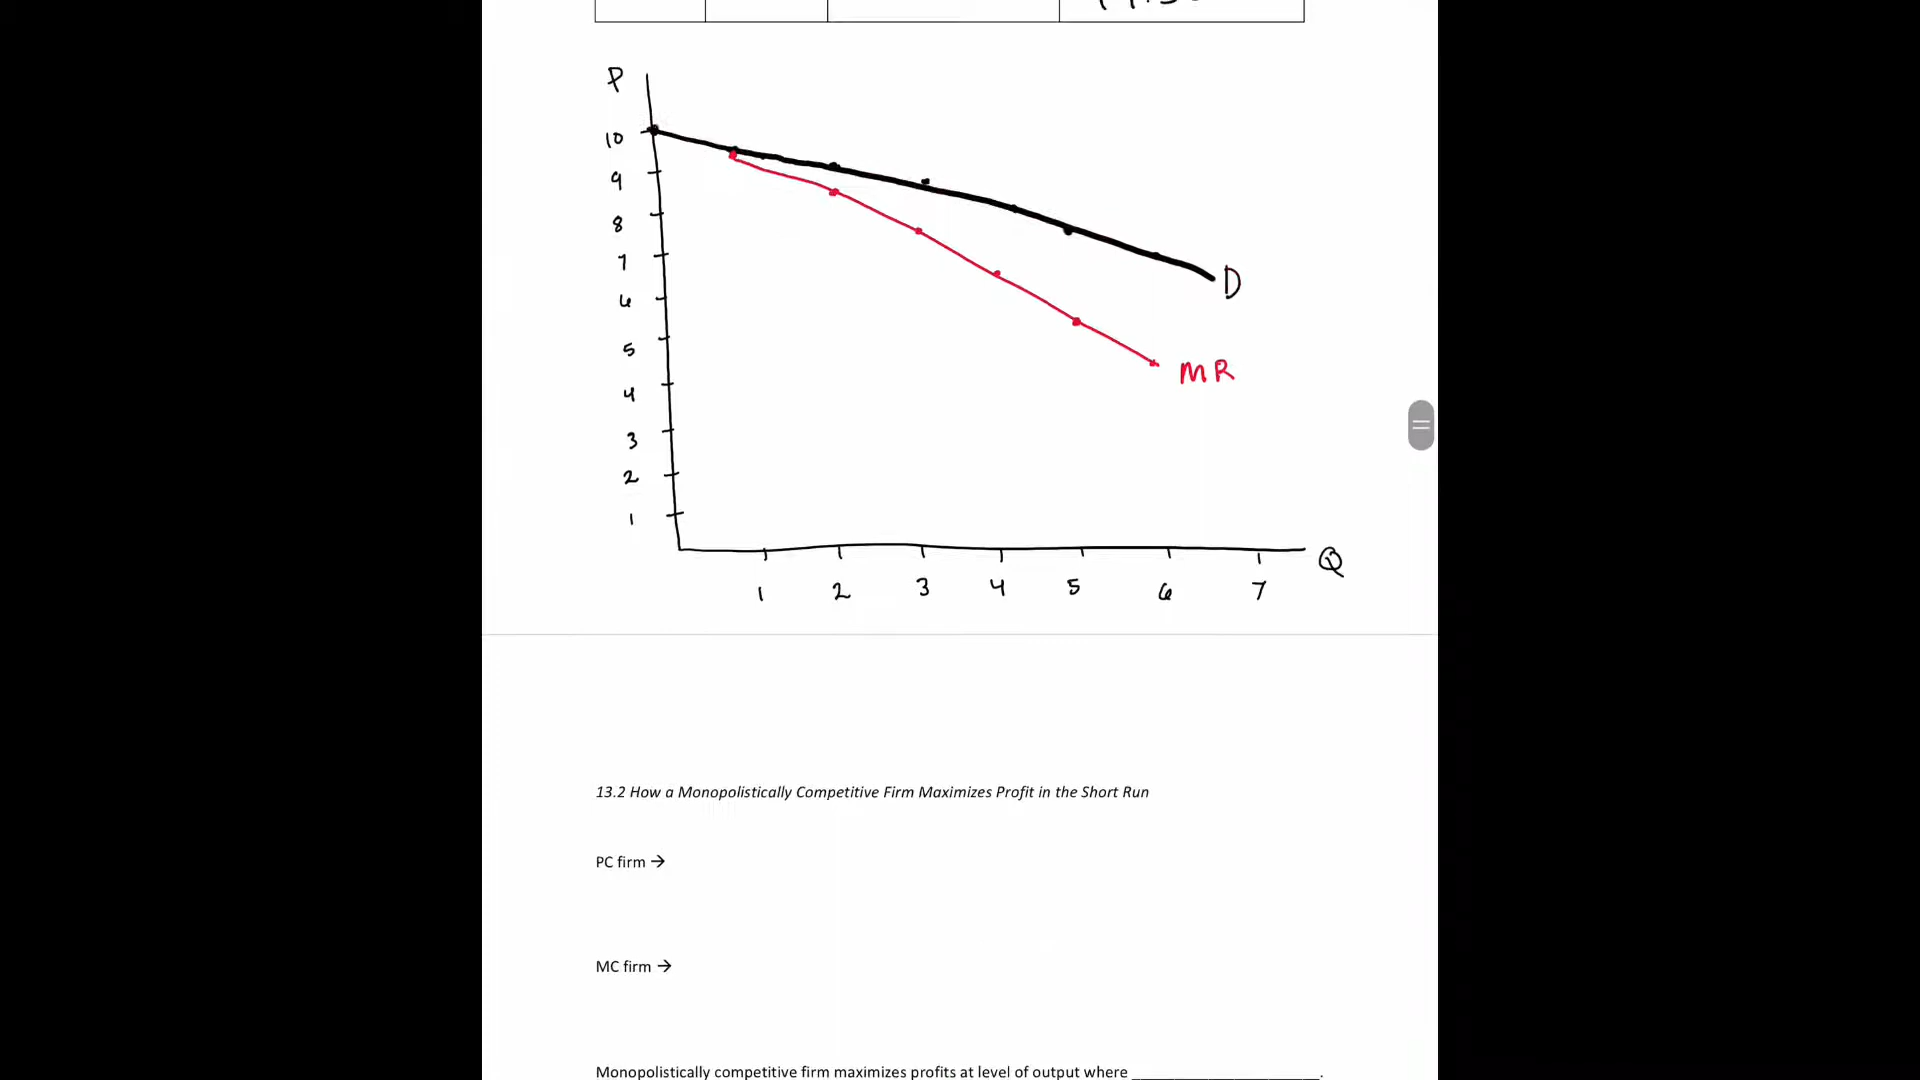 P
10
9
8
7
6
5
4
3
2
1
D
MR
Q
1 2 3 4 5 6 7
13.2 How a Monopolistically Competitive Firm Maximizes Profit in the Short Run
PC firm →
MC firm →
Monopolistically competitive firm maximizes profits at level of output where ____________________.